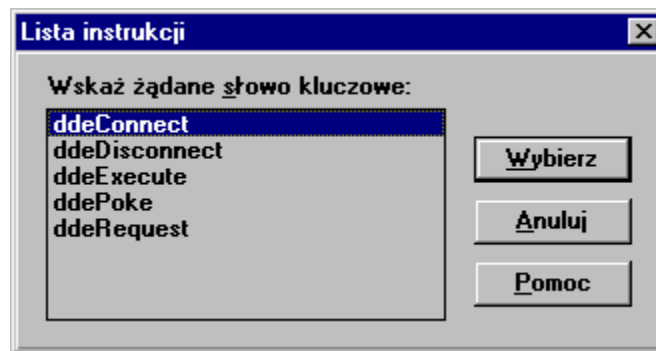 Lista instrukcji
Wskaż żądane słowo kluczowe:
ddeConnect
ddeDisconnect
ddeExecute
ddePoke
ddeRequest
Wybierz
Anuluj
Pomoc